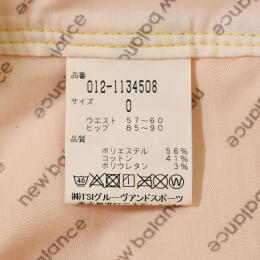 品番
012-1134508
サイズ
0
ウエスト 57〜60
ヒップ 85〜90
品質
ポリエステル 56%
コットン 41%
ポリウレタン 3%
40
W
㈱TSIグルーヴアンドスポーツ
new balance
new balance
new balance
new balance